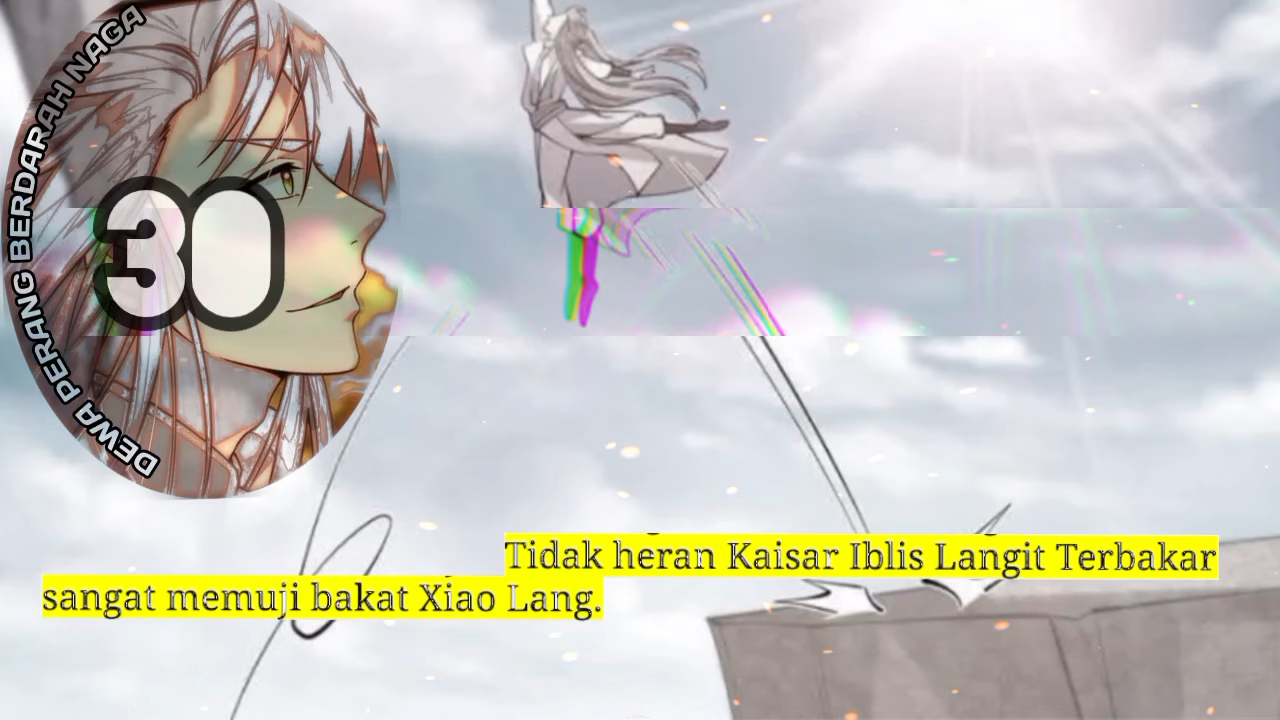 DEWA PERANG BERDARAH NAGA
30
Tidak heran Kaisar Iblis Langit Terbakar
sangat memuji bakat Xiao Lang.